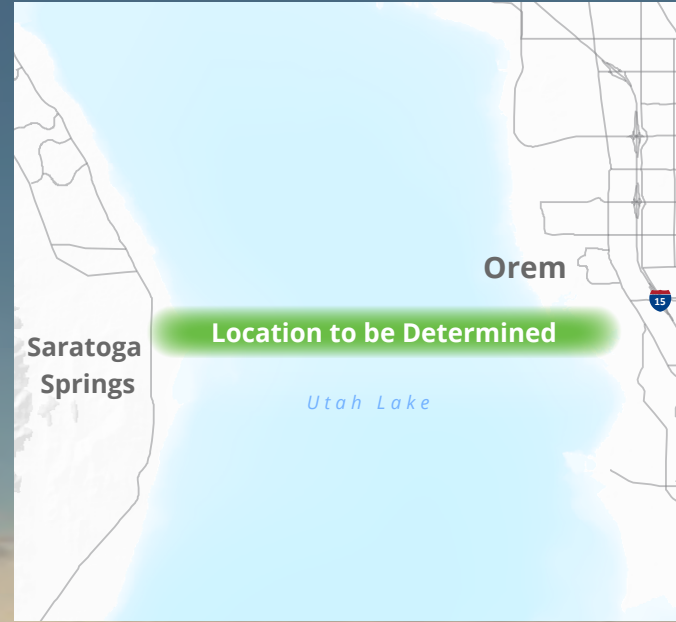 Orem
15
Location to be Determined
Saratoga
Springs
Utah Lake